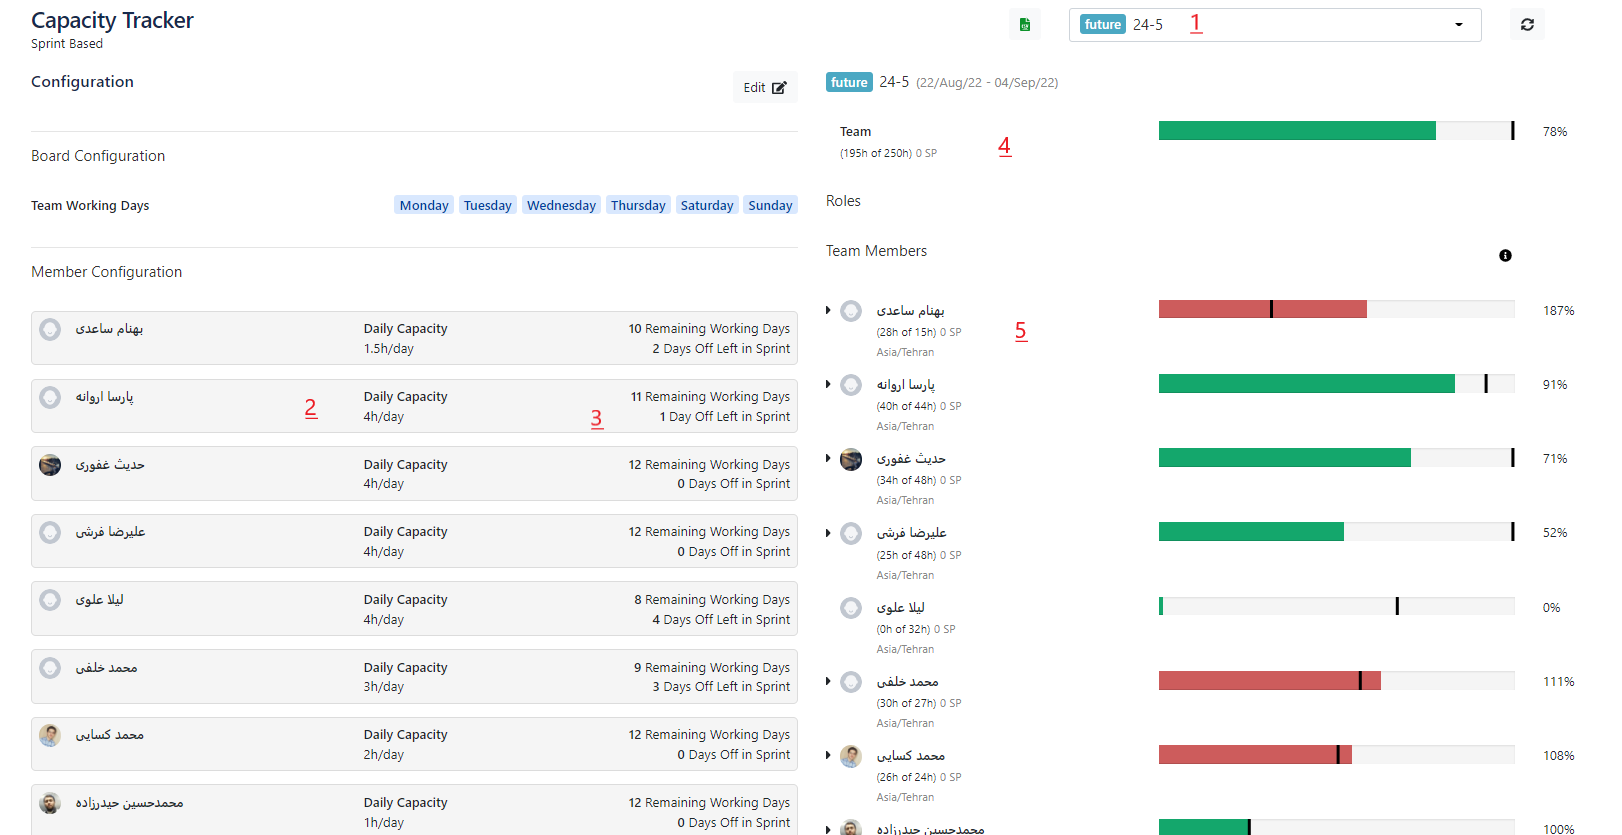 Capacity Tracker
Sprint Based
future 24-5 1
Configuration
Edit
Board Configuration
Team Working Days
Monday Tuesday Wednesday Thursday Saturday Sunday
Member Configuration
بهنام ساعدی Daily Capacity 10 Remaining Working Days
1.5h/day 2 Days Off Left in Sprint
پارسا اروانه Daily Capacity 11 Remaining Working Days
2 4h/day 3 1 Day Off Left in Sprint
حدیث غفوری Daily Capacity 12 Remaining Working Days
4h/day 0 Days Off in Sprint
علیرضا فرشی Daily Capacity 12 Remaining Working Days
4h/day 0 Days Off in Sprint
لیلا علوی Daily Capacity 8 Remaining Working Days
4h/day 4 Days Off Left in Sprint
محمد خلفی Daily Capacity 9 Remaining Working Days
3h/day 3 Days Off Left in Sprint
محمد کسایی Daily Capacity 12 Remaining Working Days
2h/day 0 Days Off in Sprint
محمدحسین حیدرزاده Daily Capacity 12 Remaining Working Days
1h/day 0 Days Off in Sprint
future 24-5 (22/Aug/22 - 04/Sep/22)
Team 78%
(195h of 250h) 0 SP 4
Roles
Team Members
بهنام ساعدی 187%
(28h of 15h) 0 SP 5
Asia/Tehran
پارسا اروانه 91%
(40h of 44h) 0 SP
Asia/Tehran
حدیث غفوری 71%
(34h of 48h) 0 SP
Asia/Tehran
علیرضا فرشی 52%
(25h of 48h) 0 SP
Asia/Tehran
لیلا علوی 0%
(0h of 32h) 0 SP
Asia/Tehran
محمد خلفی 111%
(30h of 27h) 0 SP
Asia/Tehran
محمد کسایی 108%
(26h of 24h) 0 SP
Asia/Tehran
محمدحسین حیدرزاده 100%